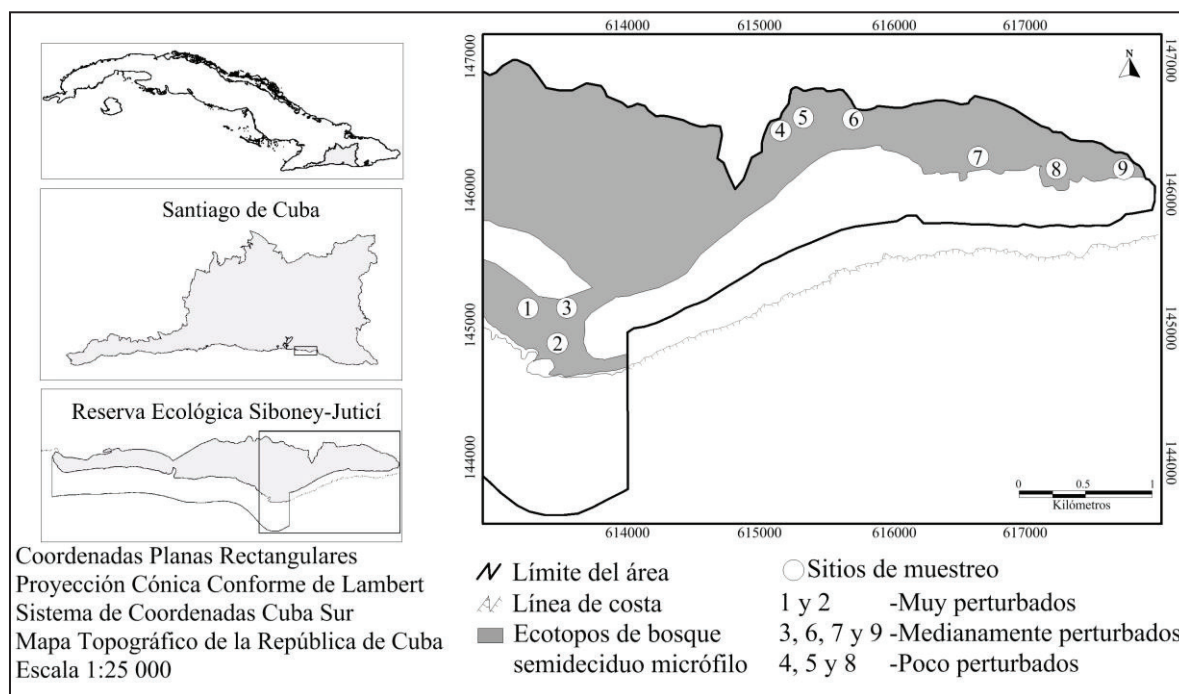 Santiago de Cuba
Reserva Ecológica Siboney-Juticí
Coordenadas Planas Rectangulares
Proyección Cónica Conforme de Lambert
Sistema de Coordenadas Cuba Sur
Mapa Topográfico de la República de Cuba
Escala 1:25 000
614000 615000 616000 617000
147000 147000
N
5
4 6
7
8 9
146000 146000
1 3
2
145000 145000
144000 144000
0 0.5 1
Kilómetros
614000 615000 616000 617000
Límite del área
Línea de costa
Ecotopos de bosque
semideciduo micrófilo
Sitios de muestreo
1 y 2 -Muy perturbados
3, 6, 7 y 9 -Medianamente perturbados
4, 5 y 8 -Poco perturbados